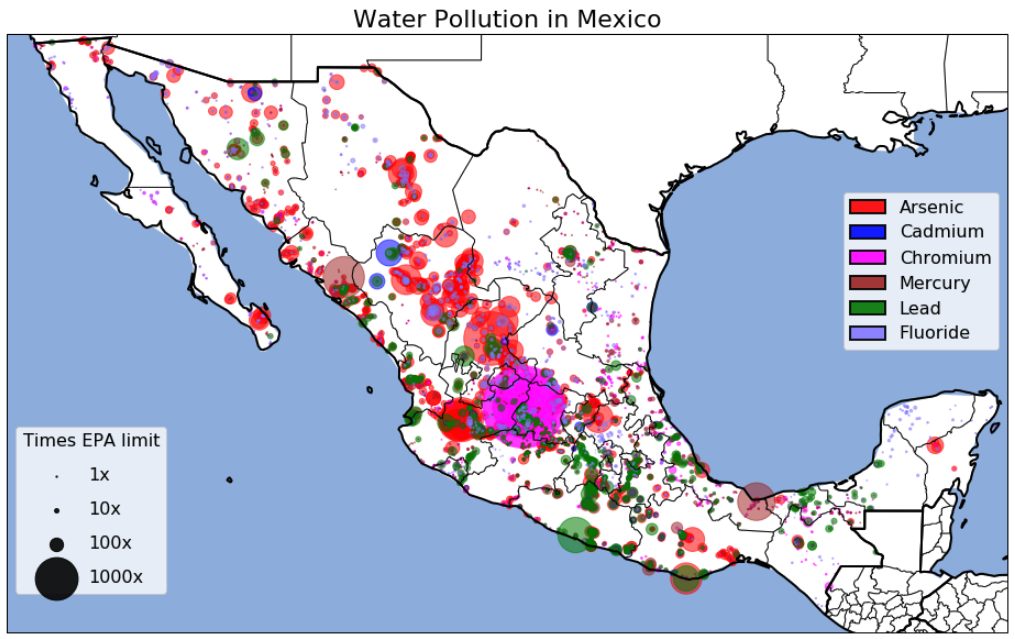 Water Pollution in Mexico
Arsenic
Cadmium
Chromium
Mercury
Lead
Fluoride
Times EPA limit
1x
10x
100x
1000x